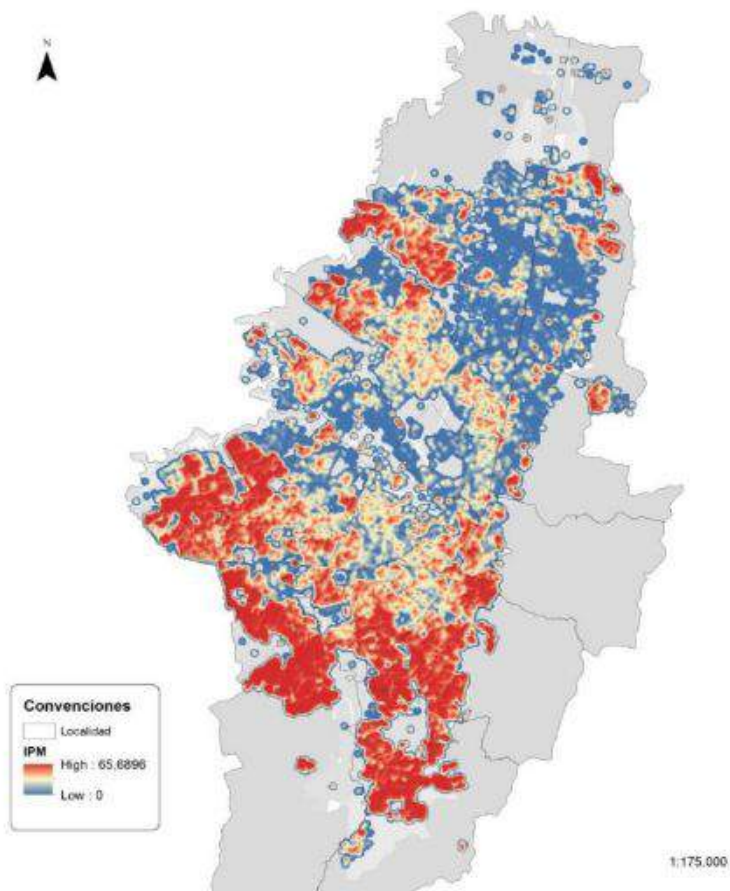 N
Convenciones
Localidad
IPM
High : 65,6896
Low : 0
1:175.000